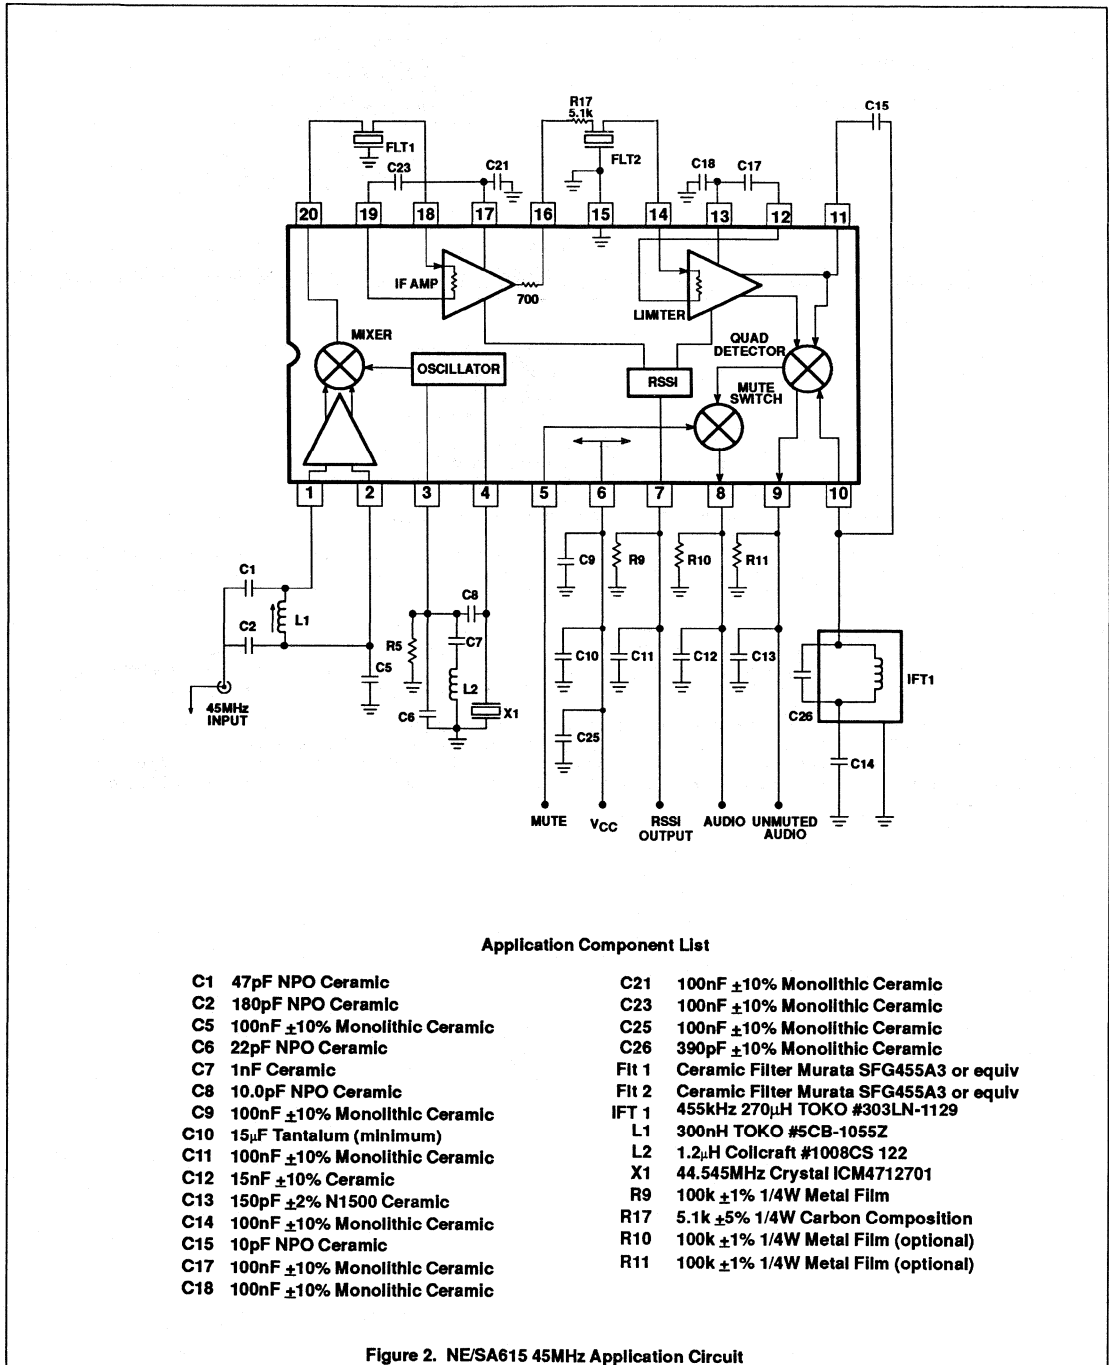 R17
5.1k
C15
FLT1
FLT2
C23
C21
C18
C17
20
19
18
17
16
15
14
13
12
11
IF AMP
700
LIMITER
MIXER
OSCILLATOR
RSSI
QUAD
DETECTOR
MUTE
SWITCH
1
2
3
4
5
6
7
8
9
10
C1
C2
L1
C5
45MHz
INPUT
R5
C6
C7
C8
L2
X1
C9
R9
R10
R11
C10
C11
C12
C13
C25
C26
IFT1
C14
MUTE
VCC
RSSI
OUTPUT
AUDIO
UNMUTED
AUDIO
Application Component List
C1 47pF NPO Ceramic
C2 180pF NPO Ceramic
C5 100nF ±10% Monolithic Ceramic
C6 22pF NPO Ceramic
C7 1nF Ceramic
C8 10.0pF NPO Ceramic
C9 100nF ±10% Monolithic Ceramic
C10 15μF Tantalum (minimum)
C11 100nF ±10% Monolithic Ceramic
C12 15nF ±10% Ceramic
C13 150pF ±2% N1500 Ceramic
C14 100nF ±10% Monolithic Ceramic
C15 10pF NPO Ceramic
C17 100nF ±10% Monolithic Ceramic
C18 100nF ±10% Monolithic Ceramic
C21 100nF ±10% Monolithic Ceramic
C23 100nF ±10% Monolithic Ceramic
C25 100nF ±10% Monolithic Ceramic
C26 390pF ±10% Monolithic Ceramic
Flt 1 Ceramic Filter Murata SFG455A3 or equiv
Flt 2 Ceramic Filter Murata SFG455A3 or equiv
IFT 1 455kHz 270μH TOKO #303LN-1129
L1 300nH TOKO #5CB-1055Z
L2 1.2μH Coilcraft #1008CS 122
X1 44.545MHz Crystal ICM4712701
R9 100k ±1% 1/4W Metal Film
R17 5.1k ±5% 1/4W Carbon Composition
R10 100k ±1% 1/4W Metal Film (optional)
R11 100k ±1% 1/4W Metal Film (optional)
Figure 2. NE/SA615 45MHz Application Circuit